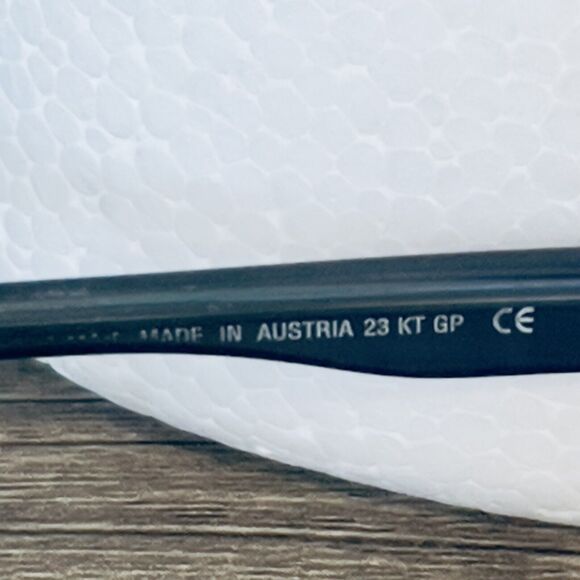 MADE IN AUSTRIA 23 KT GP CE